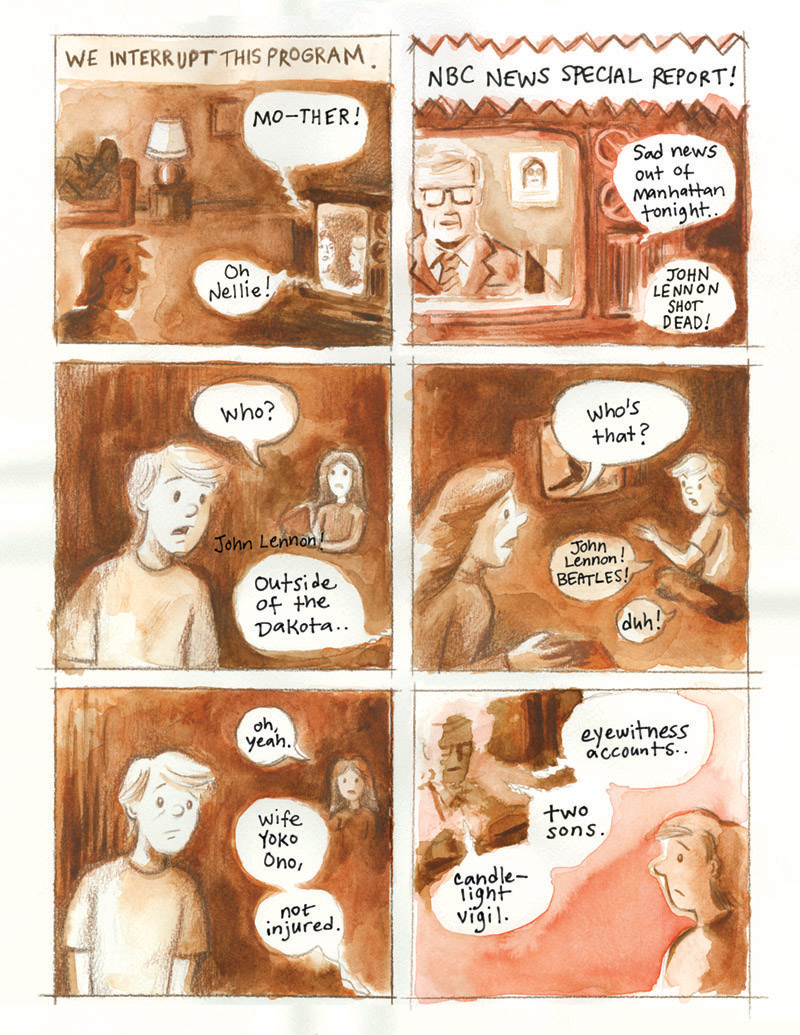 WE INTERRUPT THIS PROGRAM.
MO-THER!
Oh
Nellie!
NBC NEWS SPECIAL REPORT!
Sad news
out of
Manhattan
tonight..
JOHN
LENNON
SHOT
DEAD!
Who?
John Lennon!
Outside
of the
Dakota..
Who's
that?
John
Lennon!
BEATLES!
duh!
oh,
yeah.
wife
Yoko
Ono,
not
injured.
eyewitness
accounts..
two
sons.
candle-
light
vigil.